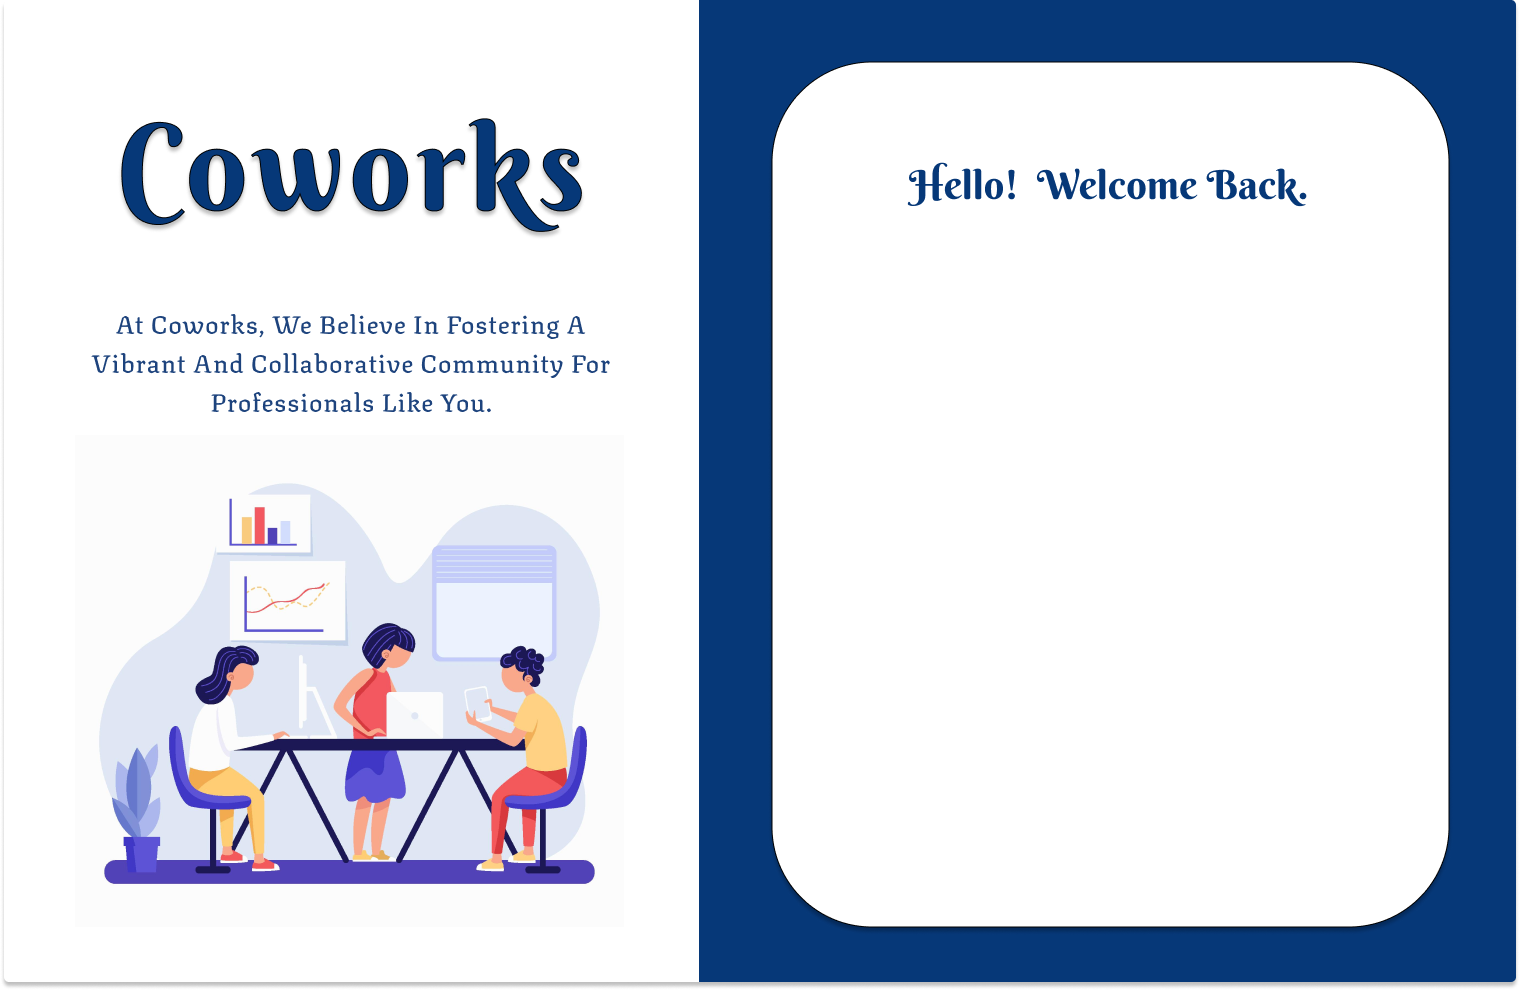 Coworks
At Coworks, We Believe In Fostering A
Vibrant And Collaborative Community For
Professionals Like You.
Hello! Welcome Back.